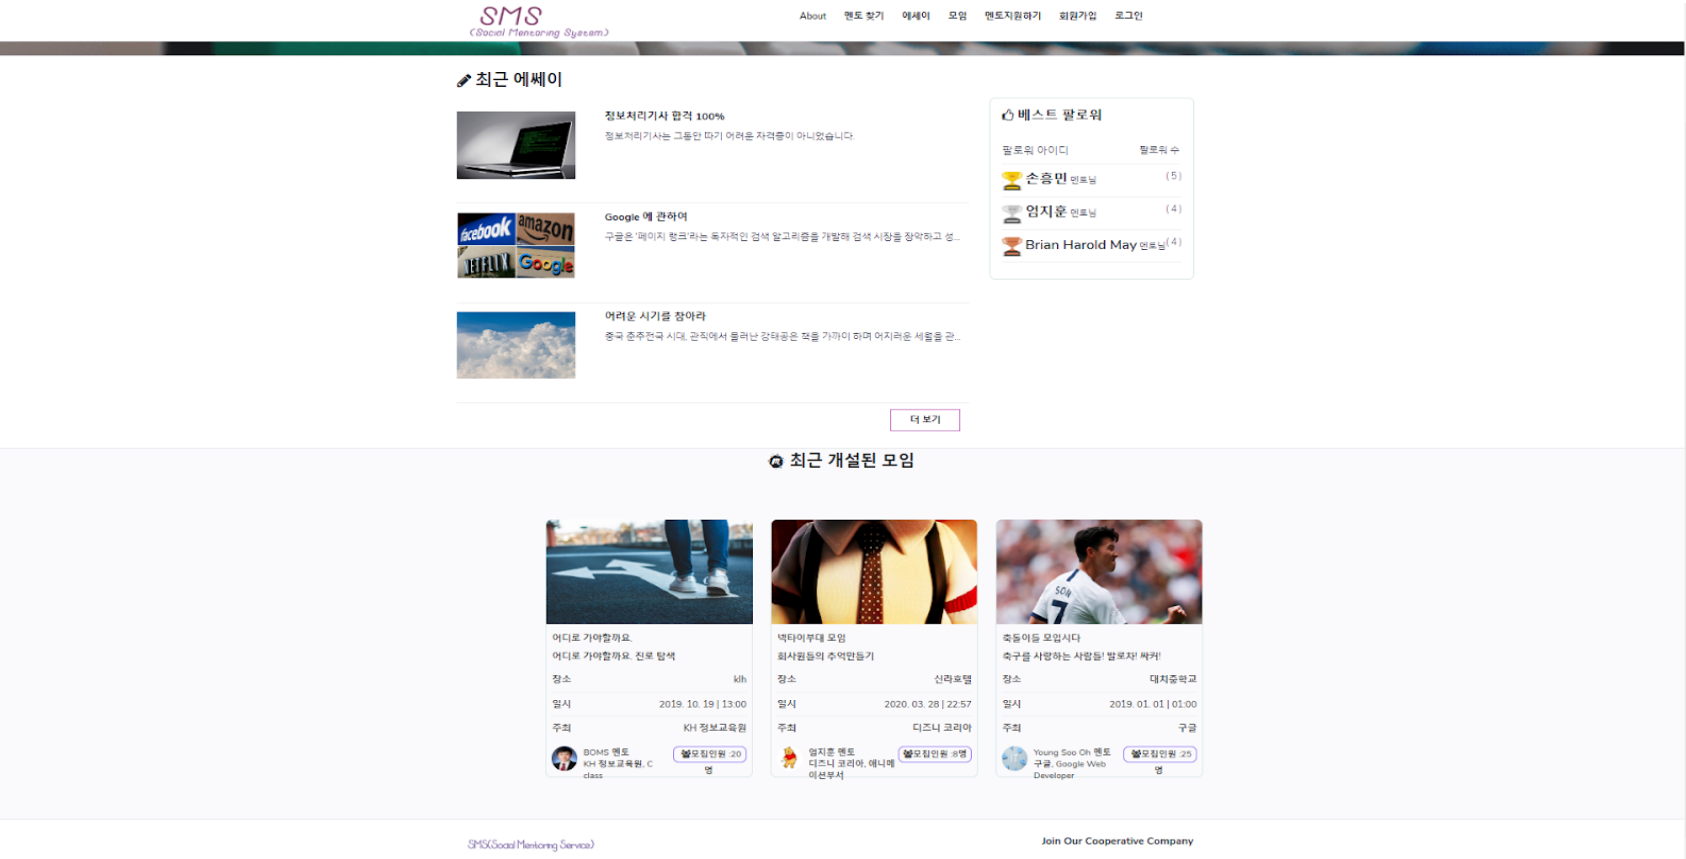 SMS
(Social Mentoring System)
About 멘토 찾기 에세이 모임 멘토지원하기 회원가입 로그인
최근 에쎄이
정보처리기사 합격 100%
정보처리기사는 그동안 따기 어려운 자격증이 아니었습니다.
facebook
amazon
NETFLIX
Google
Google 에 관하여
구글은 '페이지 랭크'라는 독자적인 검색 알고리즘을 개발해 검색 시장을 장악하고 성...
어려운 시기를 참아라
중국 춘주전국 시대, 관직에서 물러난 강태공은 책을 가까이 하며 어지러운 세월을 관...
더 보기
베스트 팔로워
팔로워 아이디 팔로워 수
손흥민 멘토님 (5)
엄지훈 멘토님 (4)
Brian Harold May 멘토님 (4)
최근 개설된 모임
어디로 가야할까요.
어디로 가야할까요. 진로 탐색
장소 klh
일시 2019. 10. 19 | 13:00
주최 KH 정보교육원
BOMS 멘토
KH 정보교육원, C
class
모집인원 :20
명
넥타이부대 모임
회사원들의 추억만들기
장소 신라호텔
일시 2020. 03. 28 | 22:57
주최 디즈니 코리아
엄지훈 멘토
디즈니 코리아, 애니메
이션부서
모집인원 :8명
SON
7
축돌이들 모입시다
축구를 사랑하는 사람들! 발로차! 싸커!
장소 대치중학교
일시 2019. 01. 01 | 01:00
주최 구글
Young Soo Oh 멘토
구글, Google Web
Developer
모집인원 :25
명
SMS(Social Mentoring Service)
Join Our Cooperative Company